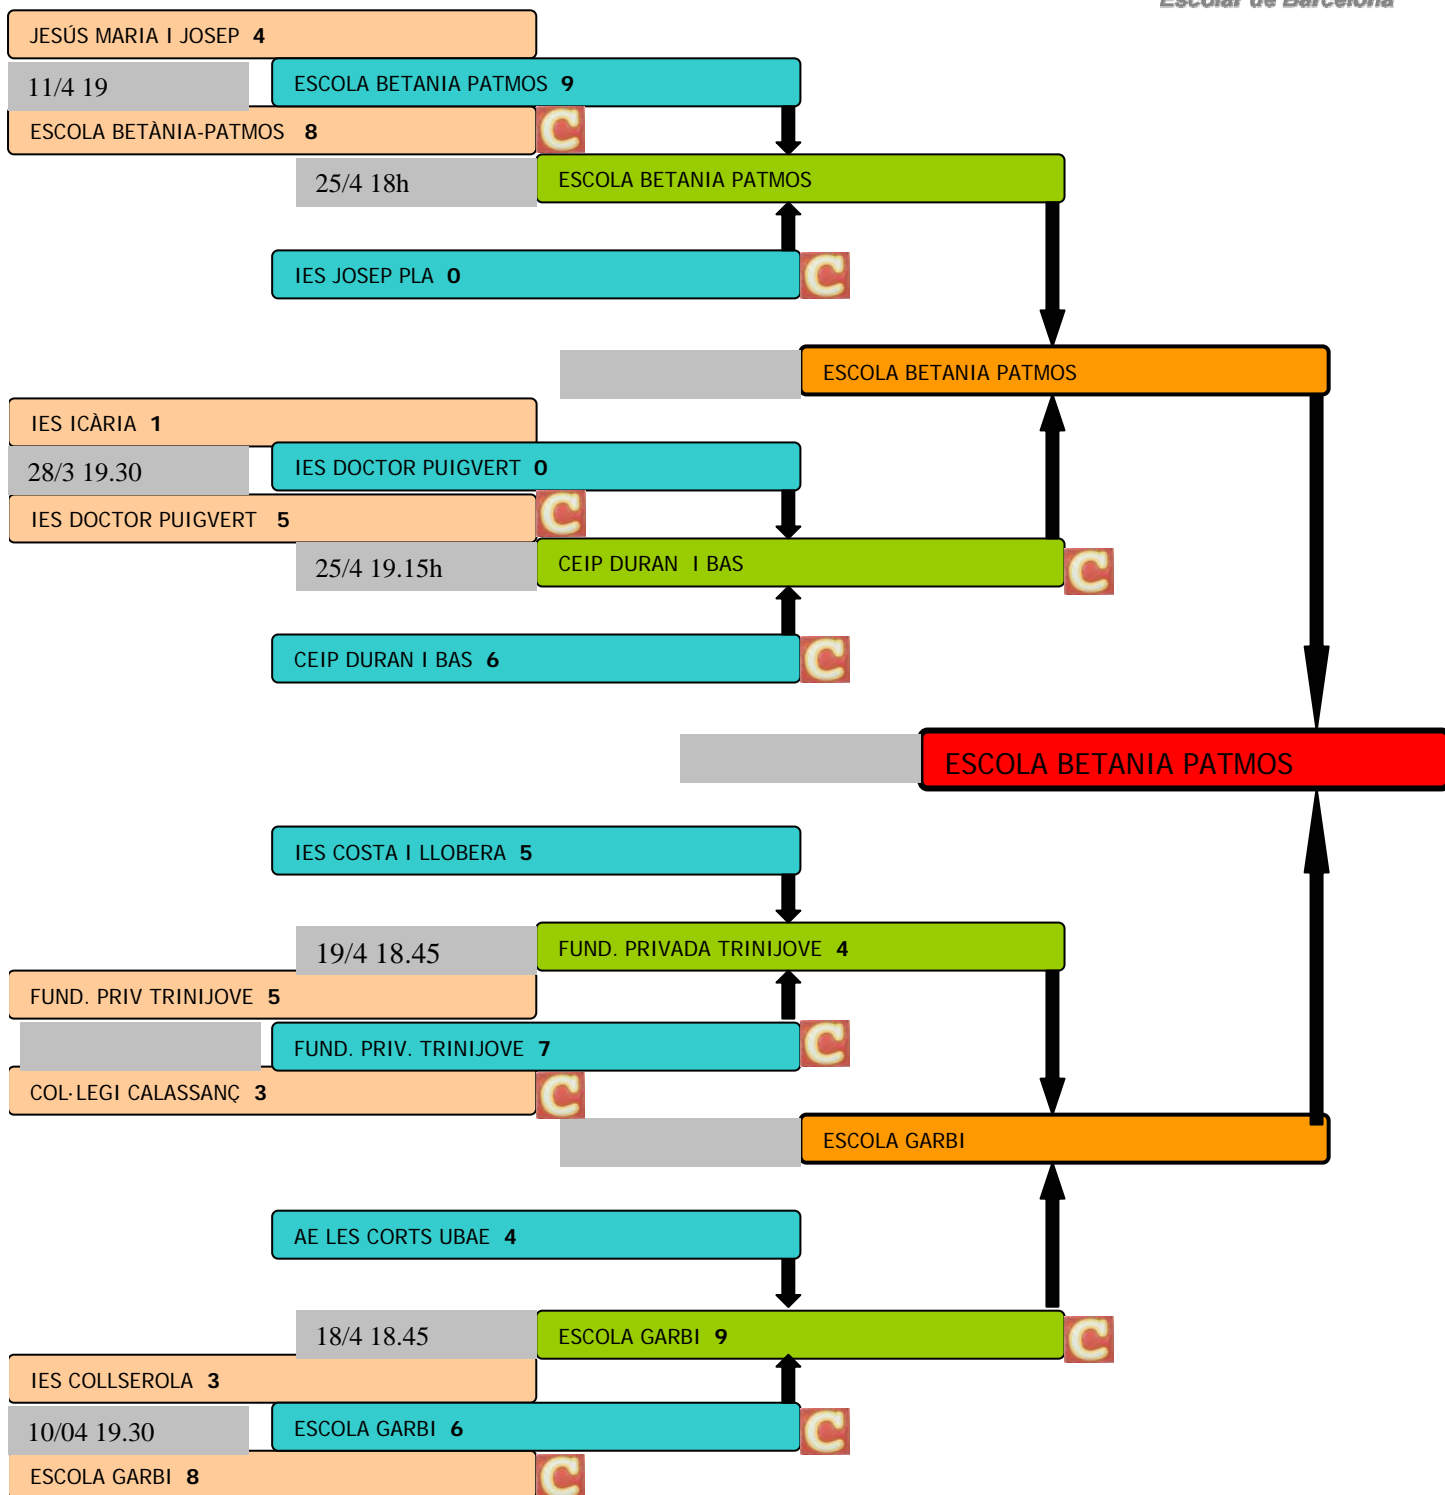 Escolar de Barcelona
JESÚS MARIA I JOSEP 4
11/4 19
ESCOLA BETANIA PATMOS 9
ESCOLA BETÀNIA-PATMOS 8
C
25/4 18h
ESCOLA BETANIA PATMOS
IES JOSEP PLA 0
C
ESCOLA BETANIA PATMOS
IES ICÀRIA 1
28/3 19.30
IES DOCTOR PUIGVERT 0
IES DOCTOR PUIGVERT 5
C
25/4 19.15h
CEIP DURAN I BAS
C
CEIP DURAN I BAS 6
C
ESCOLA BETANIA PATMOS
IES COSTA I LLOBERA 5
19/4 18.45
FUND. PRIVADA TRINIJOVE 4
FUND. PRIV TRINIJOVE 5
FUND. PRIV. TRINIJOVE 7
C
COL·LEGI CALASSANÇ 3
C
ESCOLA GARBI
AE LES CORTS UBAE 4
18/4 18.45
ESCOLA GARBI 9
C
IES COLLSEROLA 3
10/04 19.30
ESCOLA GARBI 6
C
ESCOLA GARBI 8
C